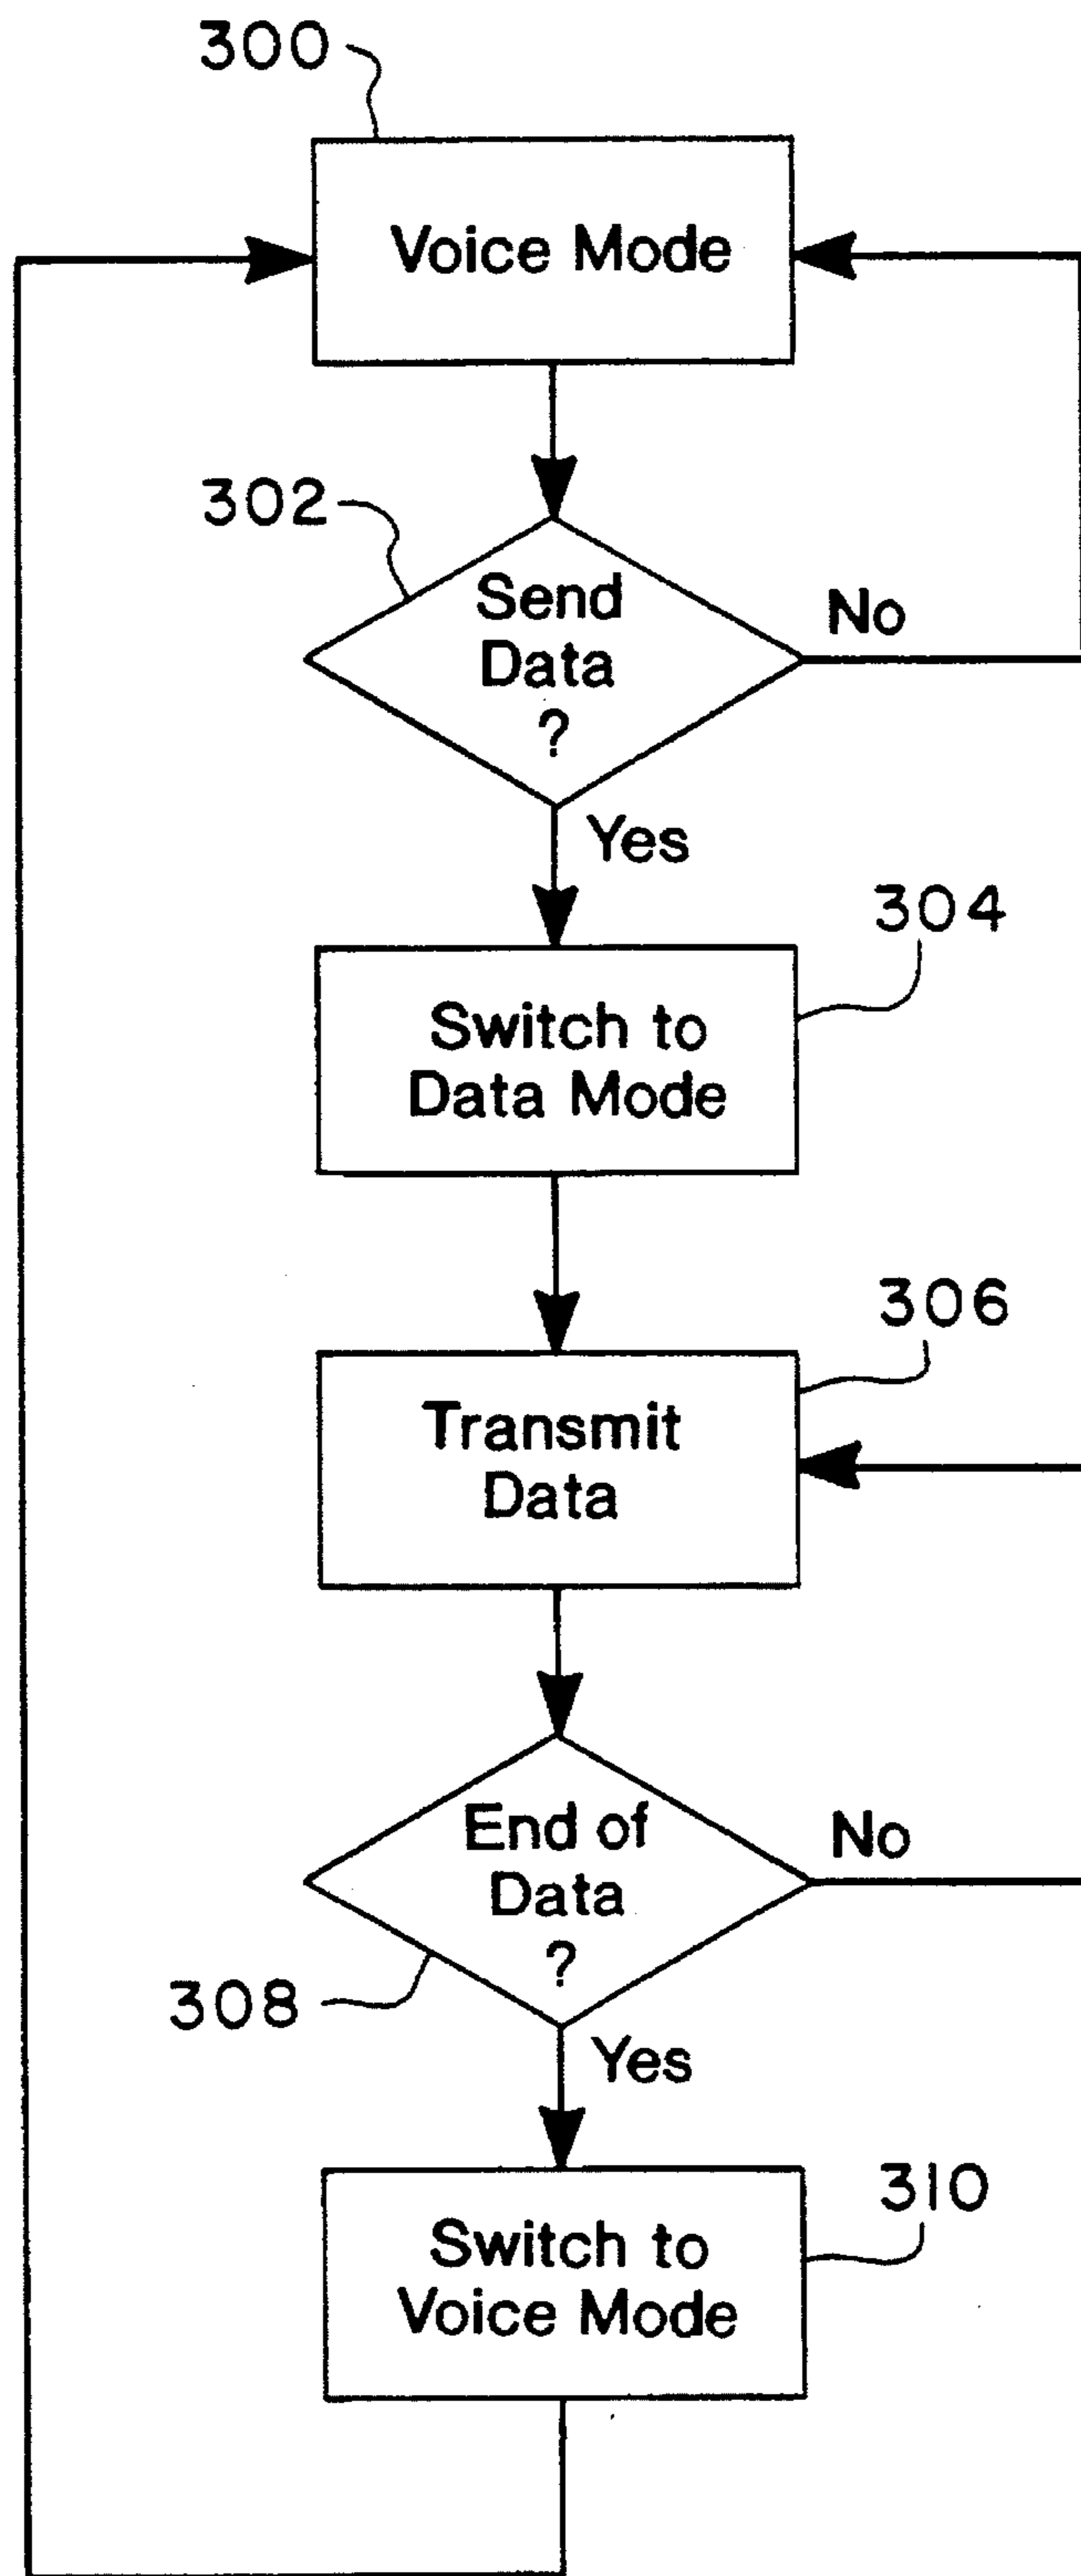 300
Voice Mode
302
Send
Data
?
No
Yes
304
Switch to
Data Mode
306
Transmit
Data
End of
Data
?
No
308
Yes
310
Switch to
Voice Mode